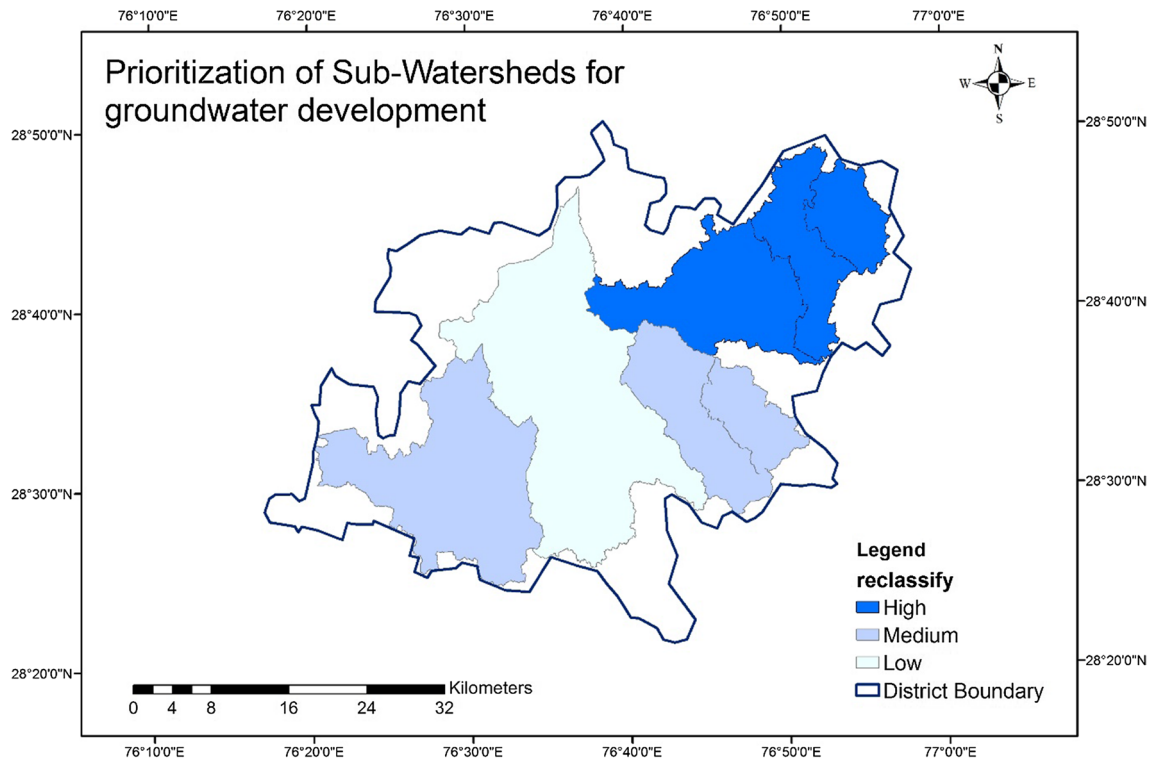 76°10'0"E 76°20'0"E 76°30'0"E 76°40'0"E 76°50'0"E 77°0'0"E
Prioritization of Sub-Watersheds for
groundwater development
N
W E
S
28°50'0"N 28°50'0"N
28°40'0"N 28°40'0"N
28°30'0"N 28°30'0"N
28°20'0"N 28°20'0"N
Legend
reclassify
High
Medium
Low
District Boundary
Kilometers
0 4 8 16 24 32
76°10'0"E 76°20'0"E 76°30'0"E 76°40'0"E 76°50'0"E 77°0'0"E